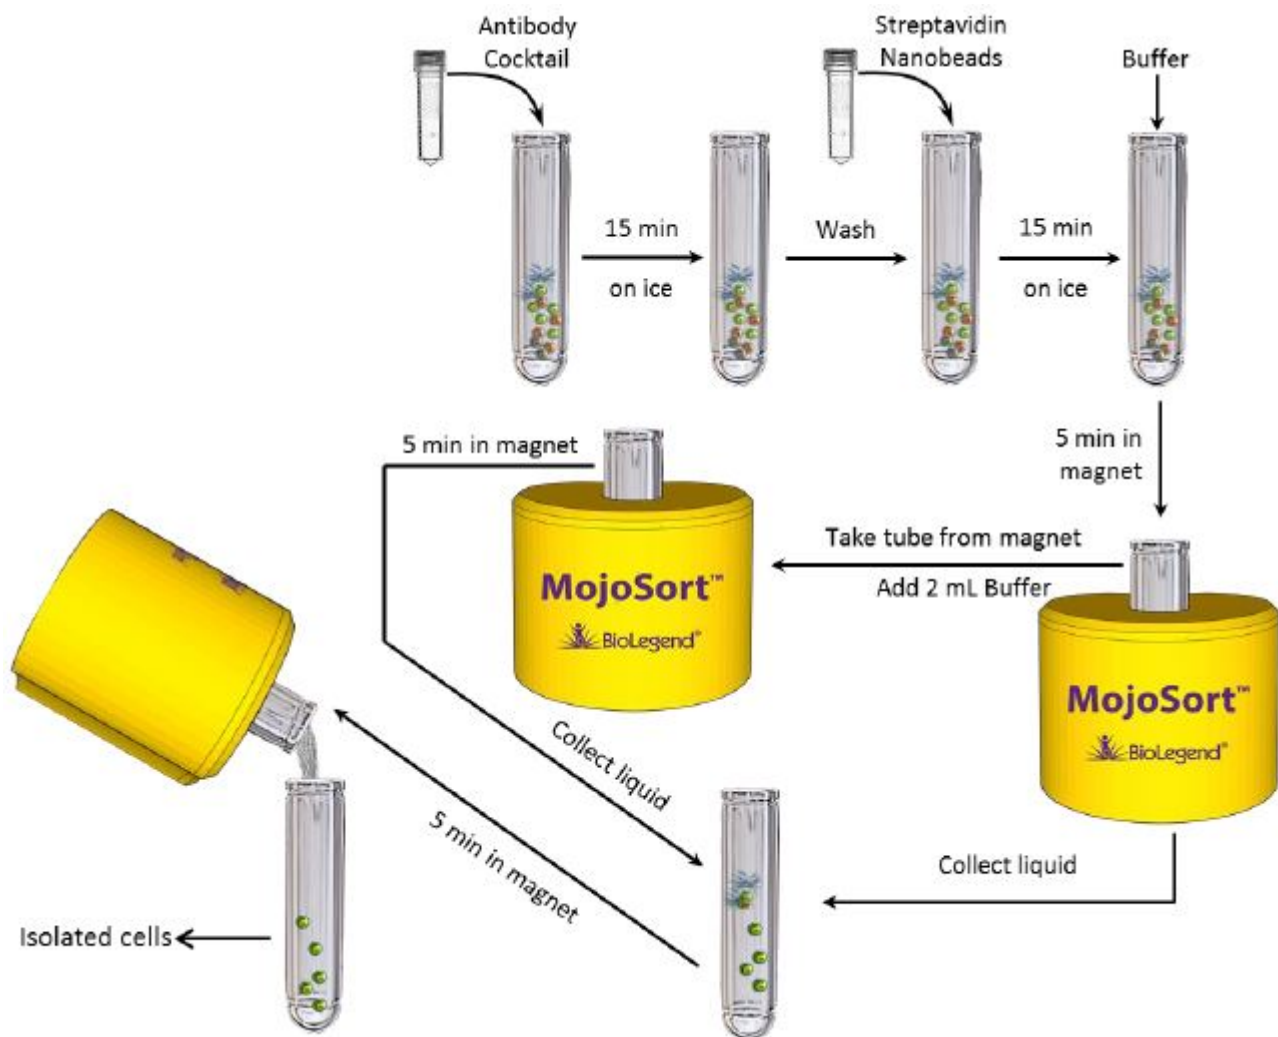 Antibody
Cocktail
Streptavidin
Nanobeads
Buffer
15 min
on ice
Wash
15 min
on ice
5 min in magnet
5 min in
magnet
Take tube from magnet
Add 2 mL Buffer
MojoSort™
BioLegend®
MojoSort™
BioLegend®
Collect liquid
5 min in magnet
Collect liquid
Isolated cells